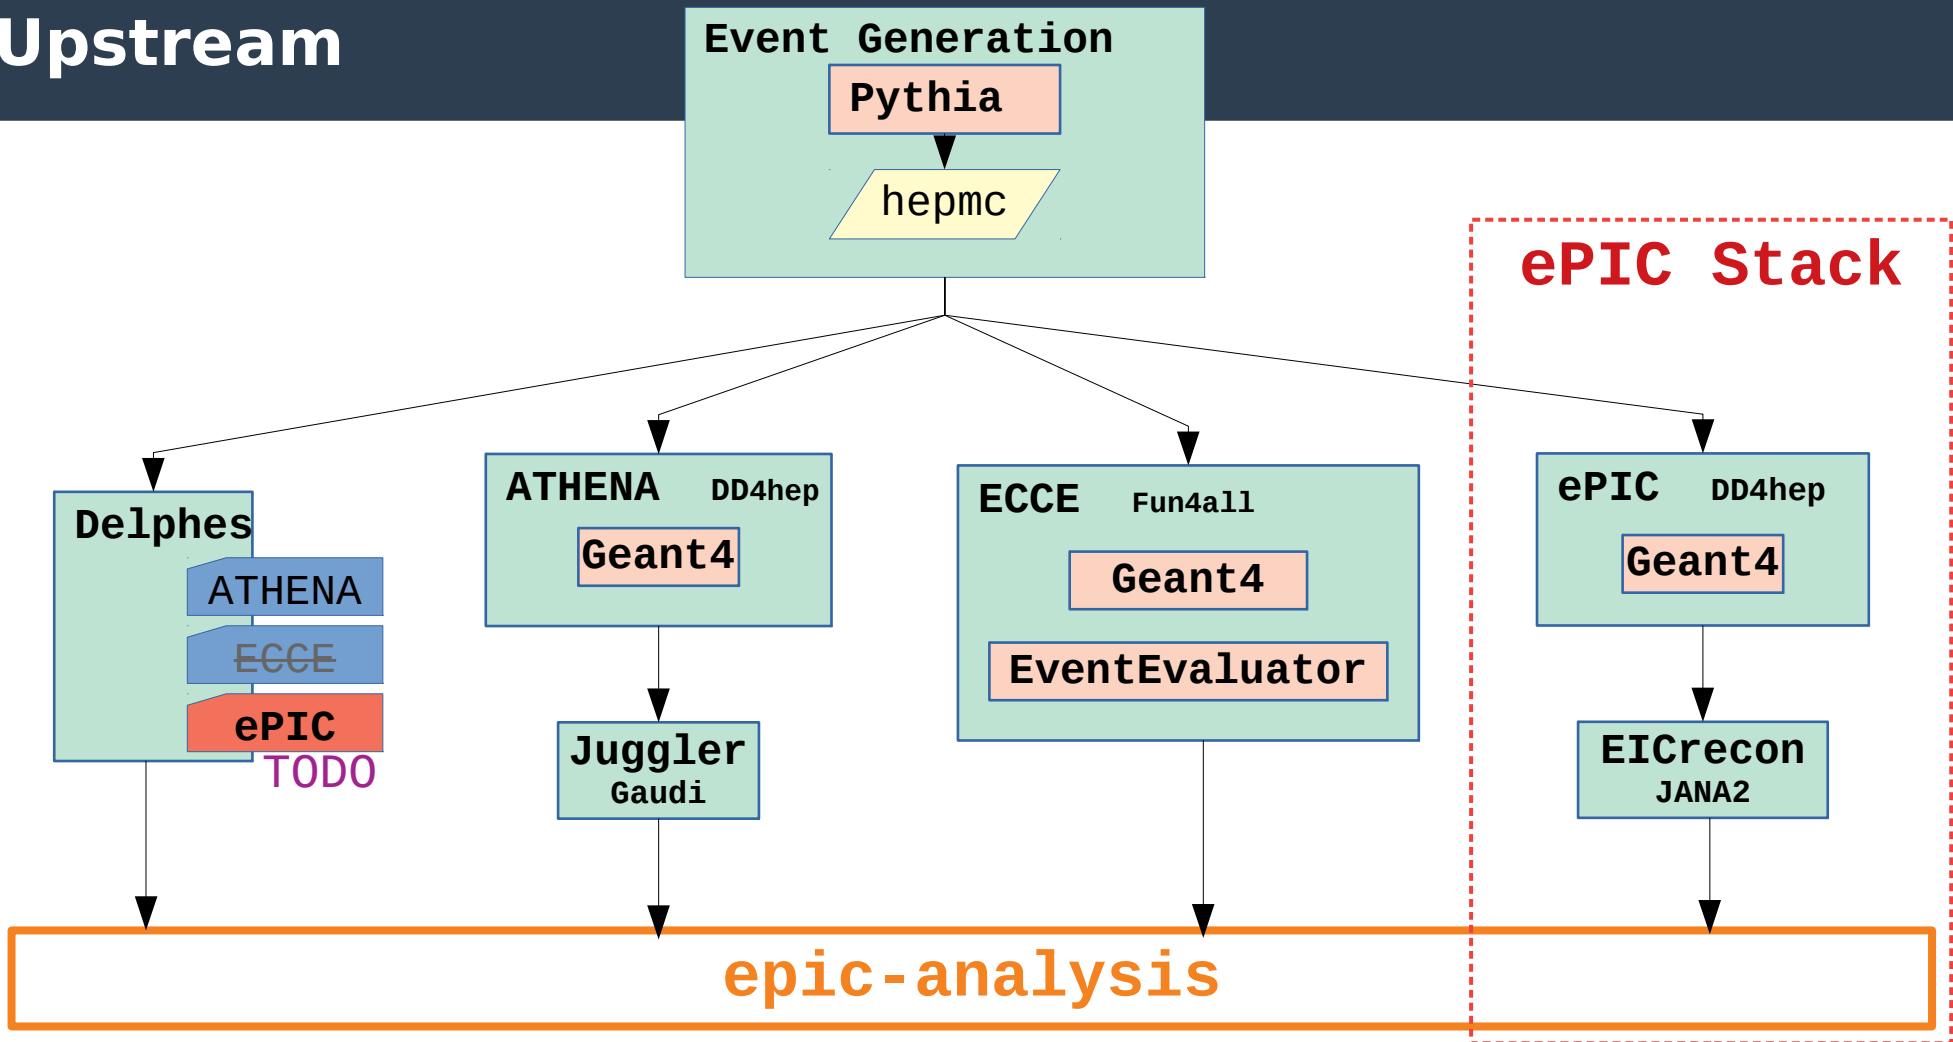 Upstream
Event Generation
Pythia
hepmc
ePIC Stack
Delphes
ATHENA
ECCE
ePIC
TODO
ATHENA DD4hep
Geant4
Juggler
Gaudi
ECCE Fun4all
Geant4
EventEvaluator
ePIC DD4hep
Geant4
EICrecon
JANA2
epic-analysis